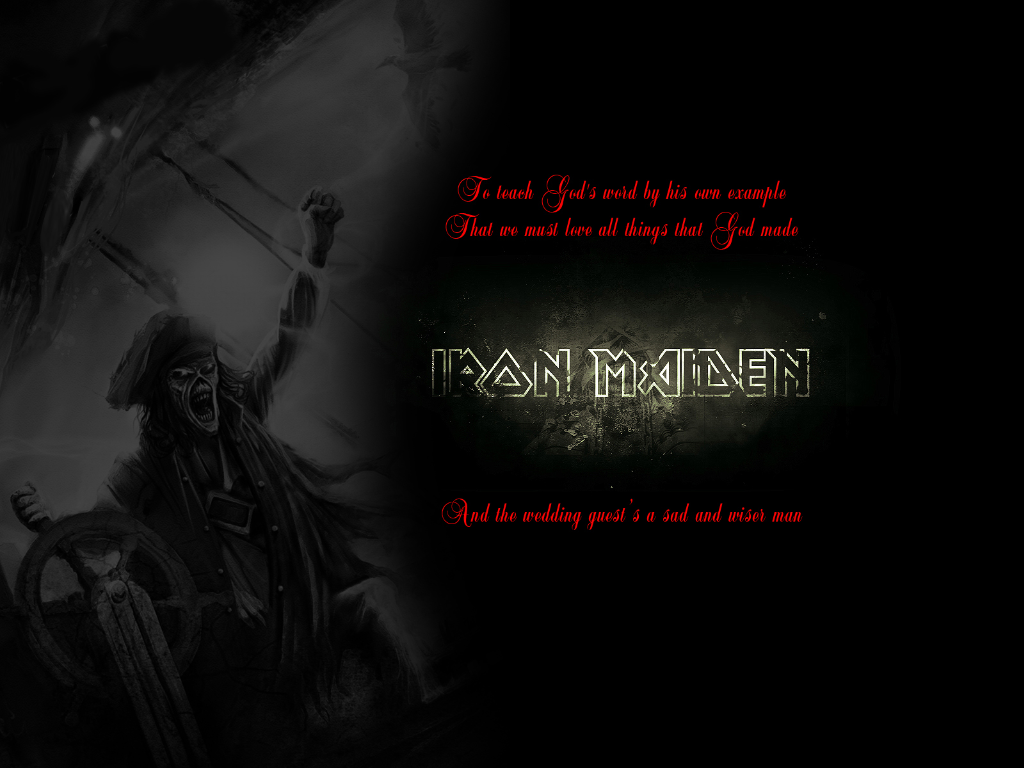 To teach God's word by his own example
That we must love all things that God made
IRON MAIDEN
And the wedding guest's a sad and wiser man